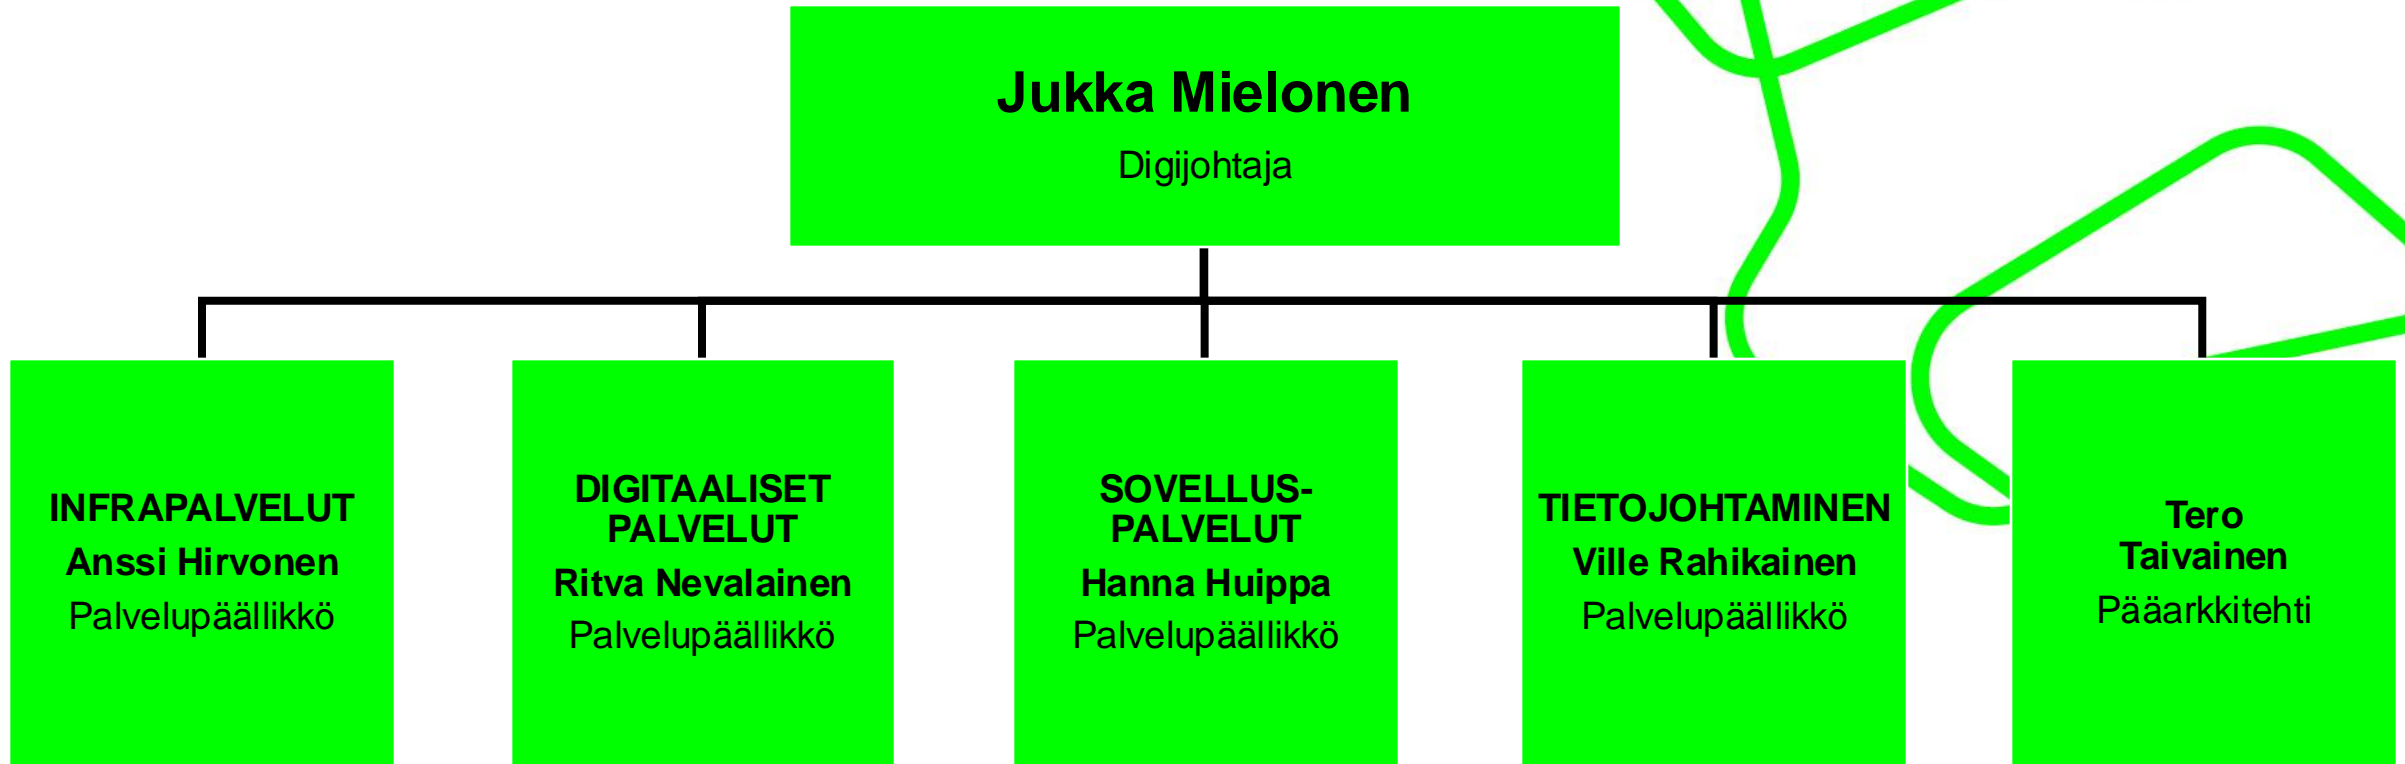 Jukka Mielonen
Digijohtaja
INFRAPALVELUT
Anssi Hirvonen
Palvelupäällikkö
DIGITAALISET
PALVELUT
Ritva Nevalainen
Palvelupäällikkö
SOVELLUS-
PALVELUT
Hanna Huippa
Palvelupäällikkö
TIETOJOHTAMINEN
Ville Rahikainen
Palvelupäällikkö
Tero
Taivainen
Pääarkkitehti